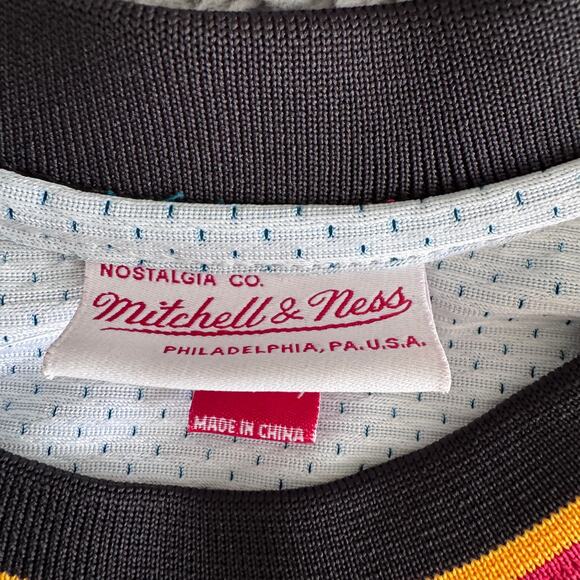 NOSTALGIA CO.
Mitchell & Ness
PHILADELPHIA, PA. U.S.A.
MADE IN CHINA